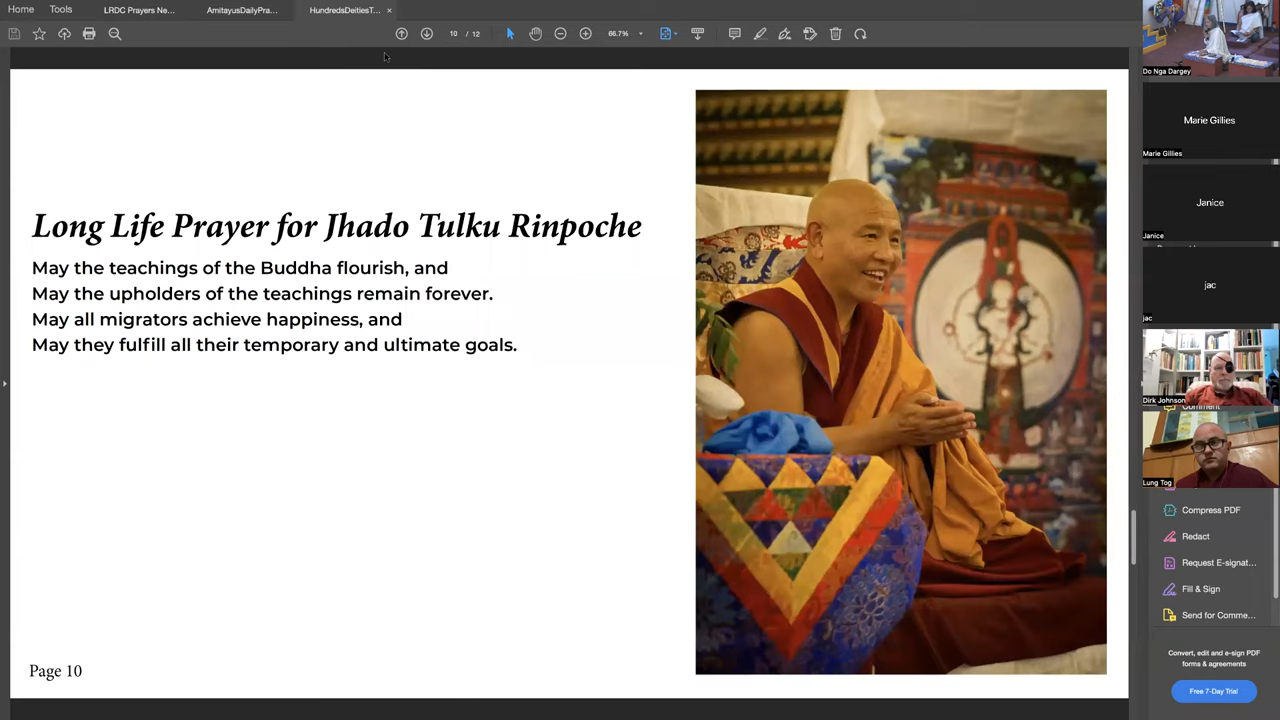 Home
Tools
LRDC Prayers Ne...
AmitayusDailyPra...
HundredsDeitiesT...
10 / 12
66.7%
Long Life Prayer for Jhado Tulku Rinpoche
May the teachings of the Buddha flourish, and
May the upholders of the teachings remain forever.
May all migrators achieve happiness, and
May they fulfill all their temporary and ultimate goals.
Page 10
Do Nga Dargey
Marie Gillies
Marie Gillies
Janice
Janice
jac
jac
Dirk Johnson
Comment
Lung Tog
Compress PDF
Redact
Request E-signat...
Fill & Sign
Send for Comme...
Convert, edit and e-sign PDF
forms & agreements
Free 7-Day Trial